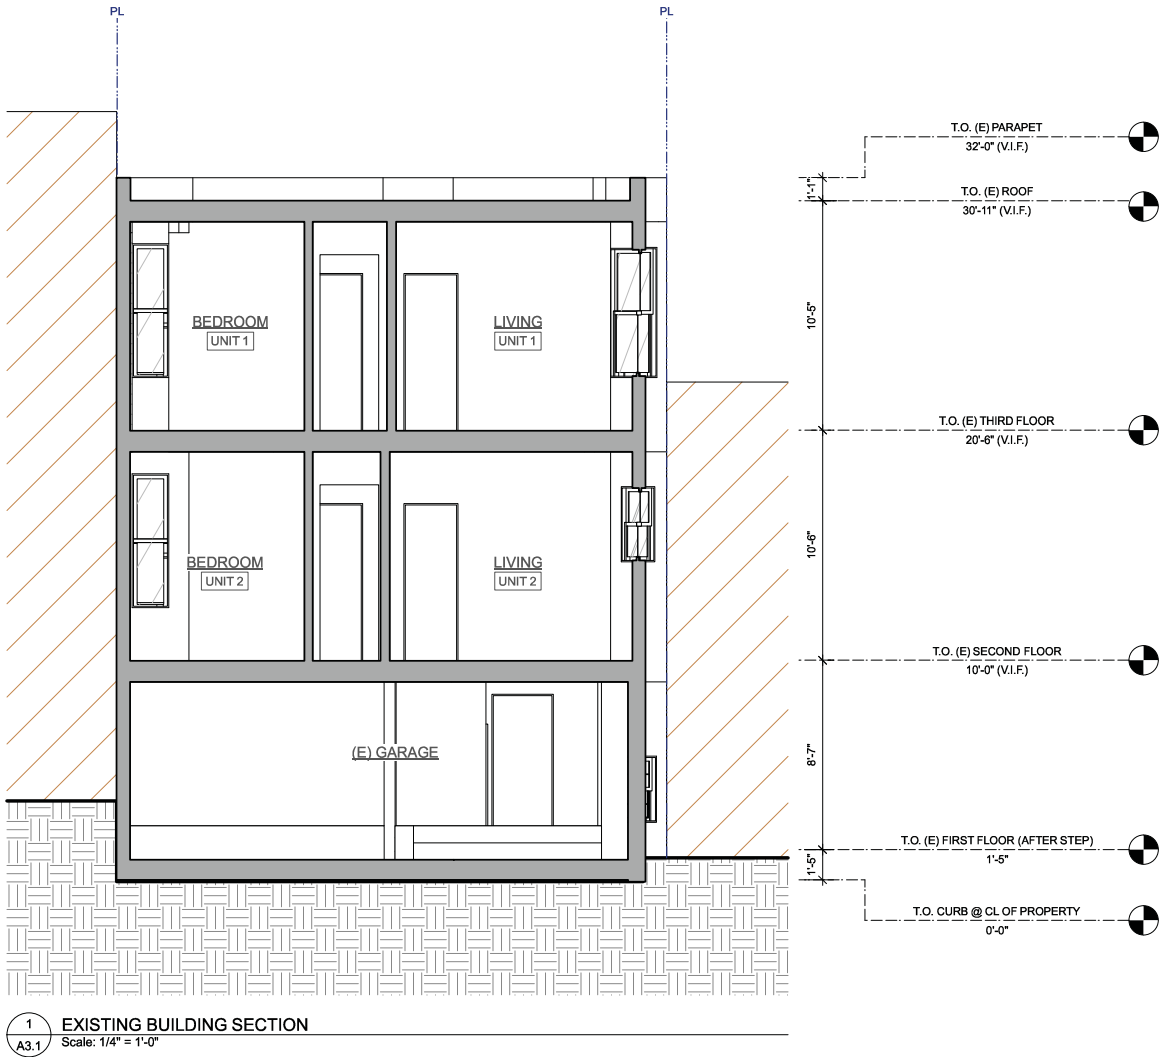 PL
PL
T.O. (E) PARAPET
32'-0" (V.I.F.)
1'-1"
T.O. (E) ROOF
30'-11" (V.I.F.)
10'-5"
BEDROOM
UNIT 1
LIVING
UNIT 1
T.O. (E) THIRD FLOOR
20'-6" (V.I.F.)
10'-6"
BEDROOM
UNIT 2
LIVING
UNIT 2
T.O. (E) SECOND FLOOR
10'-0" (V.I.F.)
8'-7"
(E) GARAGE
T.O. (E) FIRST FLOOR (AFTER STEP)
1'-5"
1'-5"
T.O. CURB @ CL OF PROPERTY
0'-0"
1
A3.1
EXISTING BUILDING SECTION
Scale: 1/4" = 1'-0"